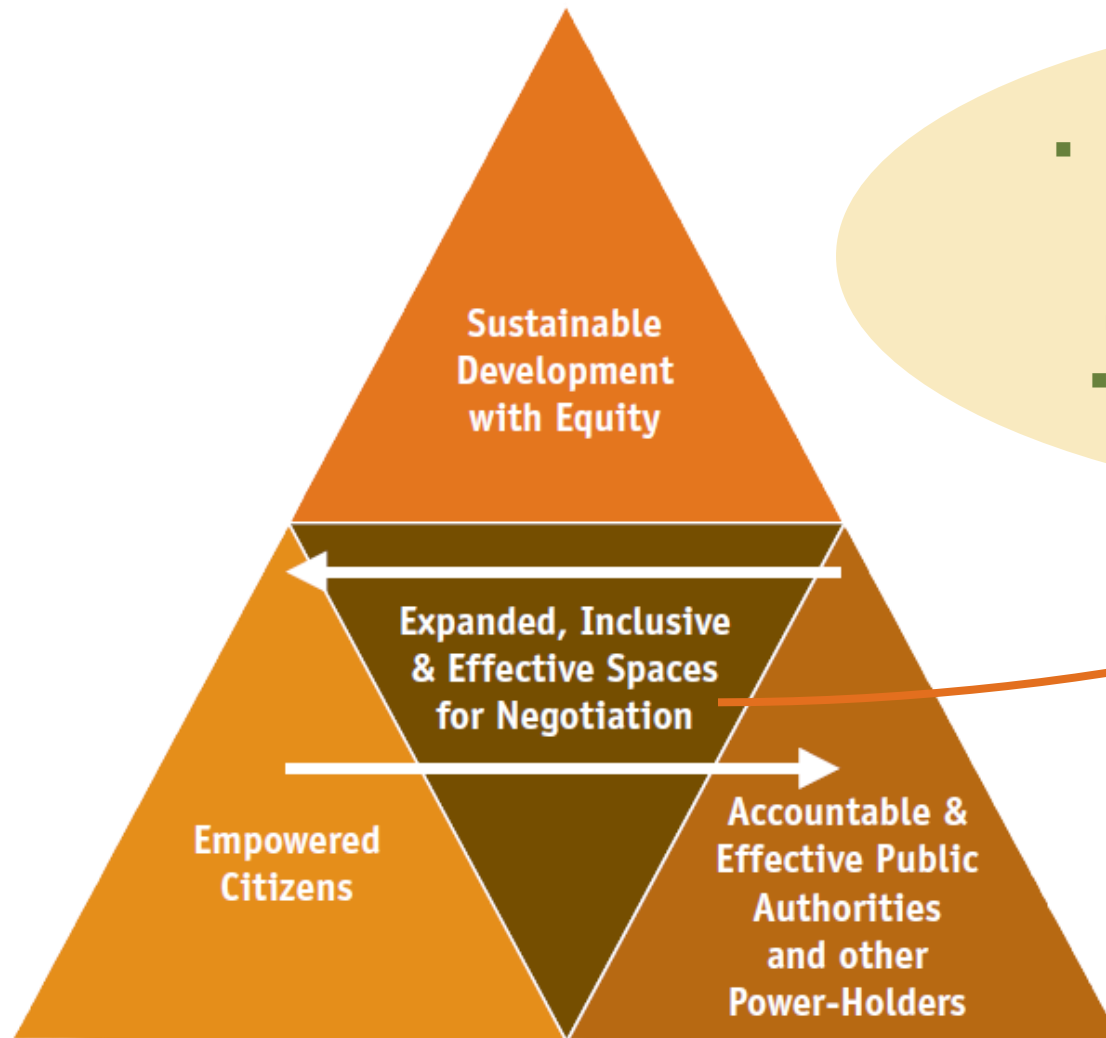 Sustainable
Development
with Equity
Expanded, Inclusive
& Effective Spaces
for Negotiation
Empowered
Citizens
Accountable &
Effective Public
Authorities
and other
Power-Holders